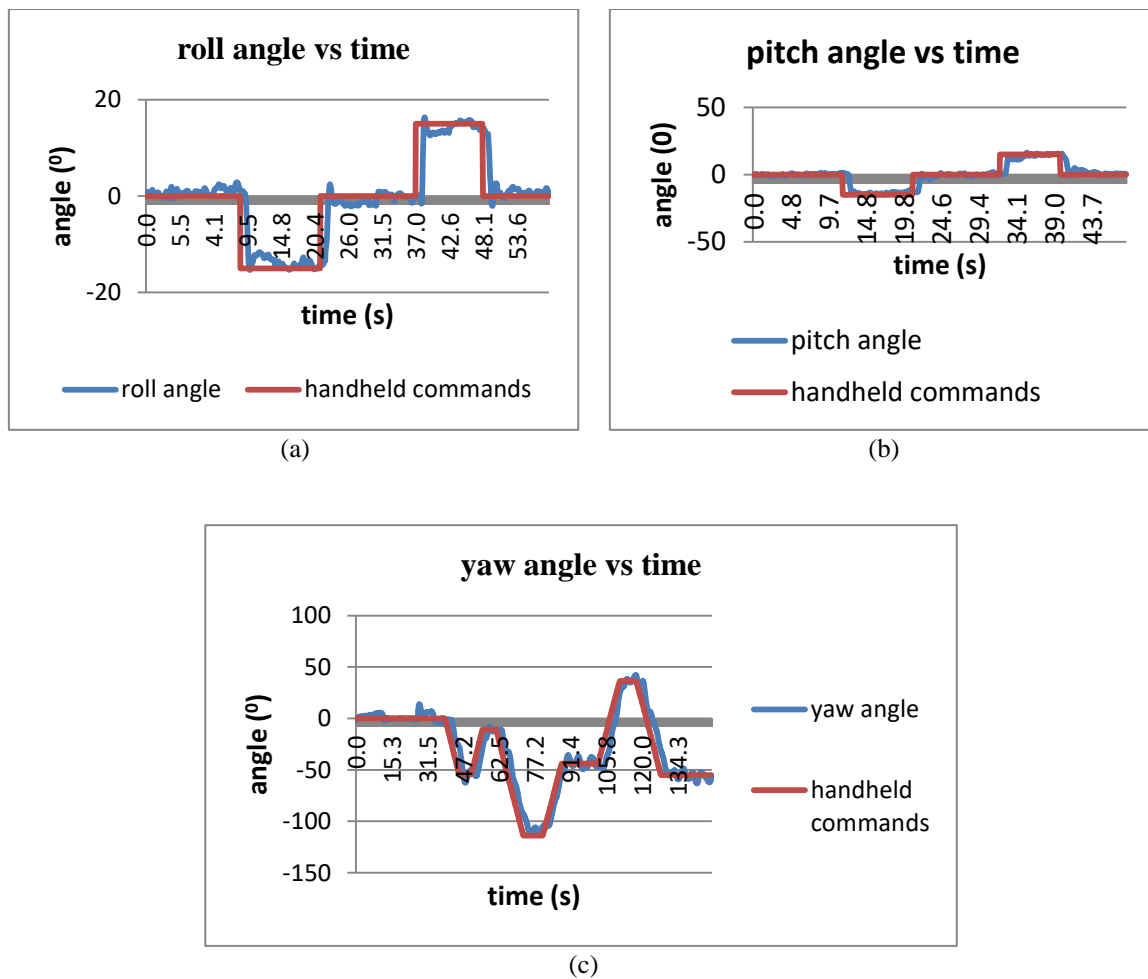 roll angle vs time
20
0
-20
angle (⁰)
0.0
5.5
4.1
9.5
14.8
20.4
26.0
31.5
37.0
42.6
48.1
53.6
time (s)
roll angle
handheld commands
(a)
pitch angle vs time
50
0
-50
angle (0)
0.0
4.8
9.7
14.8
19.8
24.6
29.4
34.1
39.0
43.7
time (s)
pitch angle
handheld commands
(b)
yaw angle vs time
100
50
0
-50
-100
-150
angle (⁰)
0.0
15.3
31.5
47.2
62.5
77.2
91.4
105.8
120.0
134.3
time (s)
yaw angle
handheld
commands
(c)